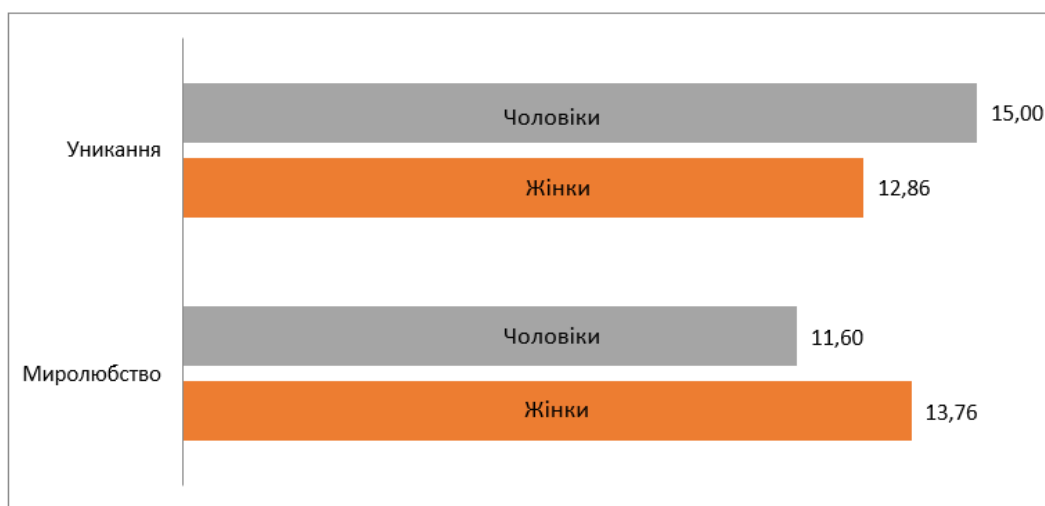 Чоловіки
15,00
Уникання
Жінки
12,86
Чоловіки
11,60
Миролюбство
Жінки
13,76